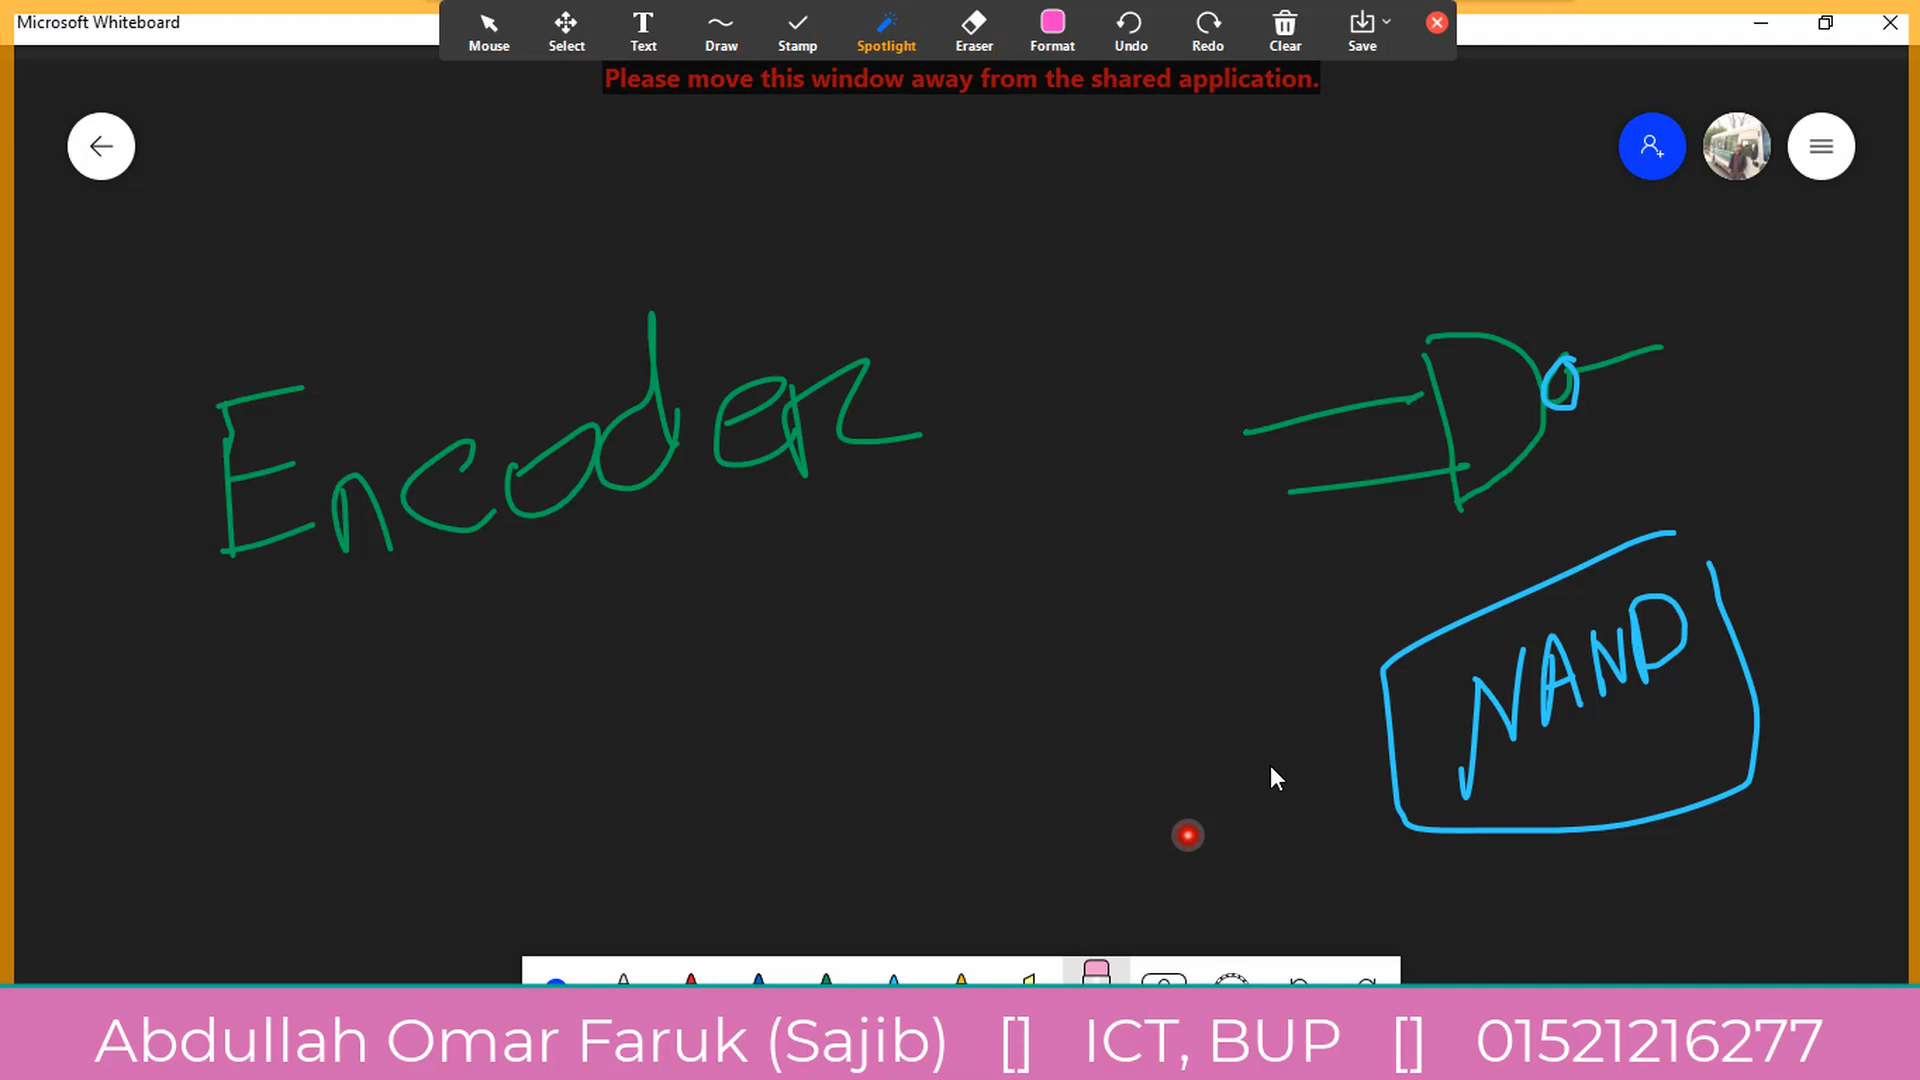 Microsoft Whiteboard
Mouse Select Text Draw Stamp Spotlight Eraser Format Undo Redo Clear Save
Please move this window away from the shared application.
Encoder
NAND
Abdullah Omar Faruk (Sajib) [] ICT, BUP [] 01521216277